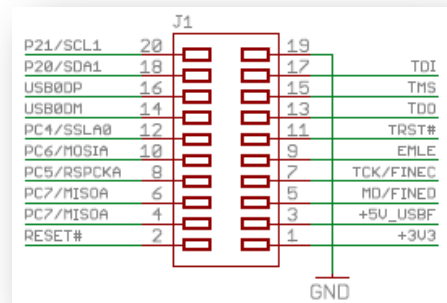 J1
P21/SCL1 20 19
P20/SDA1 18 17 TDI
USB0DP 16 15 TMS
USB0DM 14 13 TDO
PC4/SSLA0 12 11 TRST#
PC6/MOSIA 10 9 EMLE
PC5/RSPCKA 8 7 TCK/FINEC
PC7/MISOA 6 5 MD/FINED
PC7/MISOA 4 3 +5V_USBF
RESET# 2 1 +3V3
GND